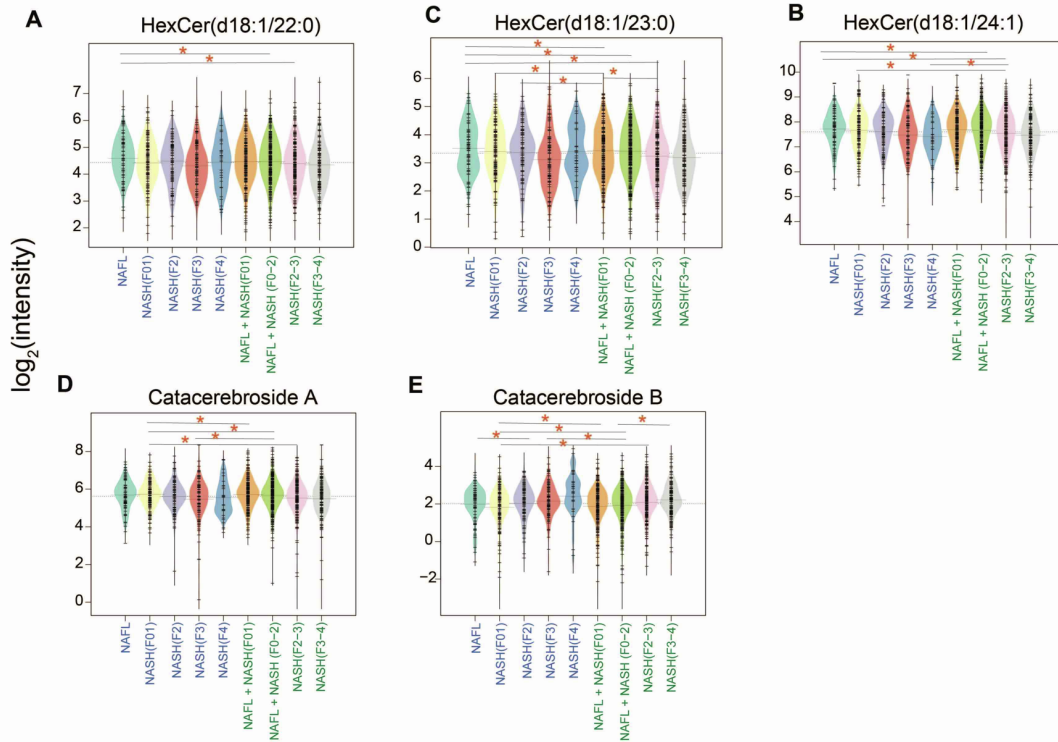 A
HexCer(d18:1/22:0)
*
*
7
6
5
4
3
2
NAFL
NASH(F01)
NASH(F2)
NASH(F3)
NASH(F4)
NAFL + NASH(F01)
NAFL + NASH (F0−2)
NASH(F2−3)
NASH(F3−4)
C
HexCer(d18:1/23:0)
*
*
*
*
*
*
6
5
4
3
2
1
0
NAFL
NASH(F01)
NASH(F2)
NASH(F3)
NASH(F4)
NAFL + NASH(F01)
NAFL + NASH (F0−2)
NASH(F2−3)
NASH(F3−4)
B
HexCer(d18:1/24:1)
*
*
*
*
10
9
8
7
6
5
4
NAFL
NASH(F01)
NASH(F2)
NASH(F3)
NASH(F4)
NAFL + NASH(F01)
NAFL + NASH (F0−2)
NASH(F2−3)
NASH(F3−4)
log2(intensity)
D
Catacerebroside A
*
*
*
*
8
6
4
2
0
NAFL
NASH(F01)
NASH(F2)
NASH(F3)
NASH(F4)
NAFL + NASH(F01)
NAFL + NASH (F0−2)
NASH(F2−3)
NASH(F3−4)
E
Catacerebroside B
*
*
*
*
*
*
4
2
0
−2
NAFL
NASH(F01)
NASH(F2)
NASH(F3)
NASH(F4)
NAFL + NASH(F01)
NAFL + NASH (F0−2)
NASH(F2−3)
NASH(F3−4)